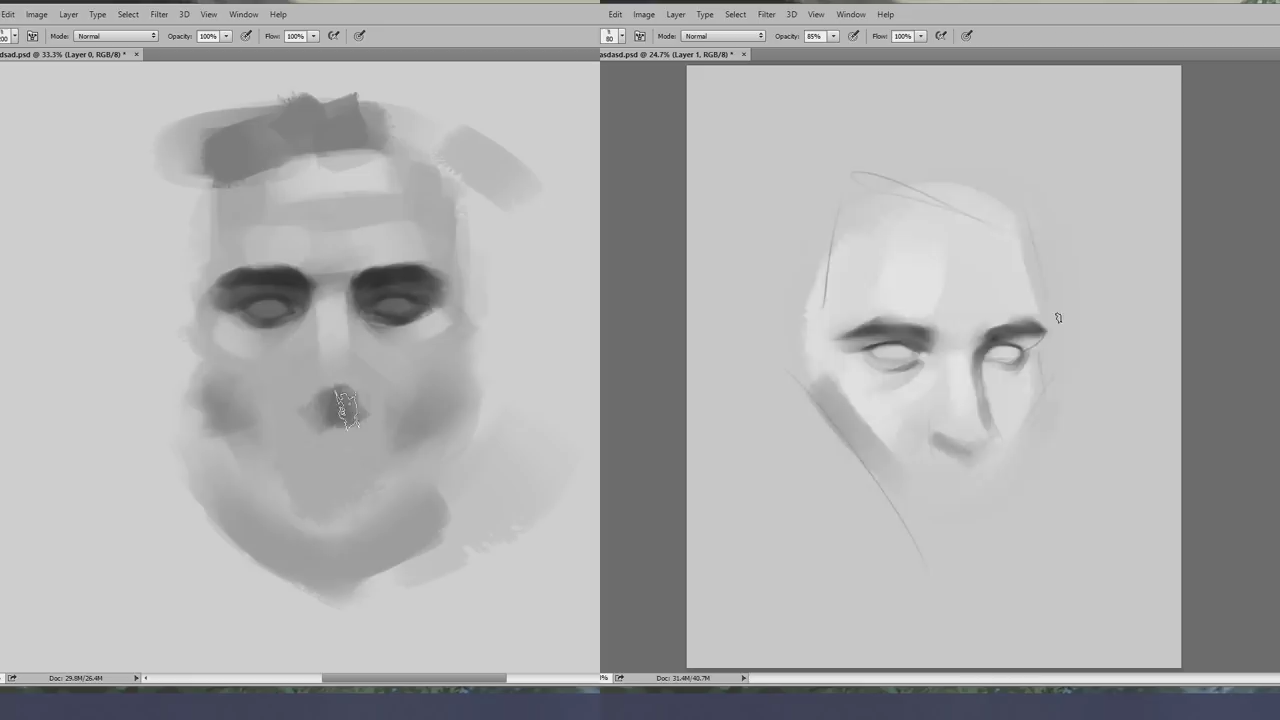 Edit Image Layer Type Select Filter 3D View Window Help
Mode: Normal Opacity: 100% Flow: 100%
dsad.psd @ 33.3% (Layer 0, RGB/8) *
Doc: 29.8M/26.4M
Edit Image Layer Type Select Filter 3D View Window Help
80 Mode: Normal Opacity: 85% Flow: 100%
asdasd.psd @ 24.7% (Layer 1, RGB/8) *
Doc: 31.4M/40.7M